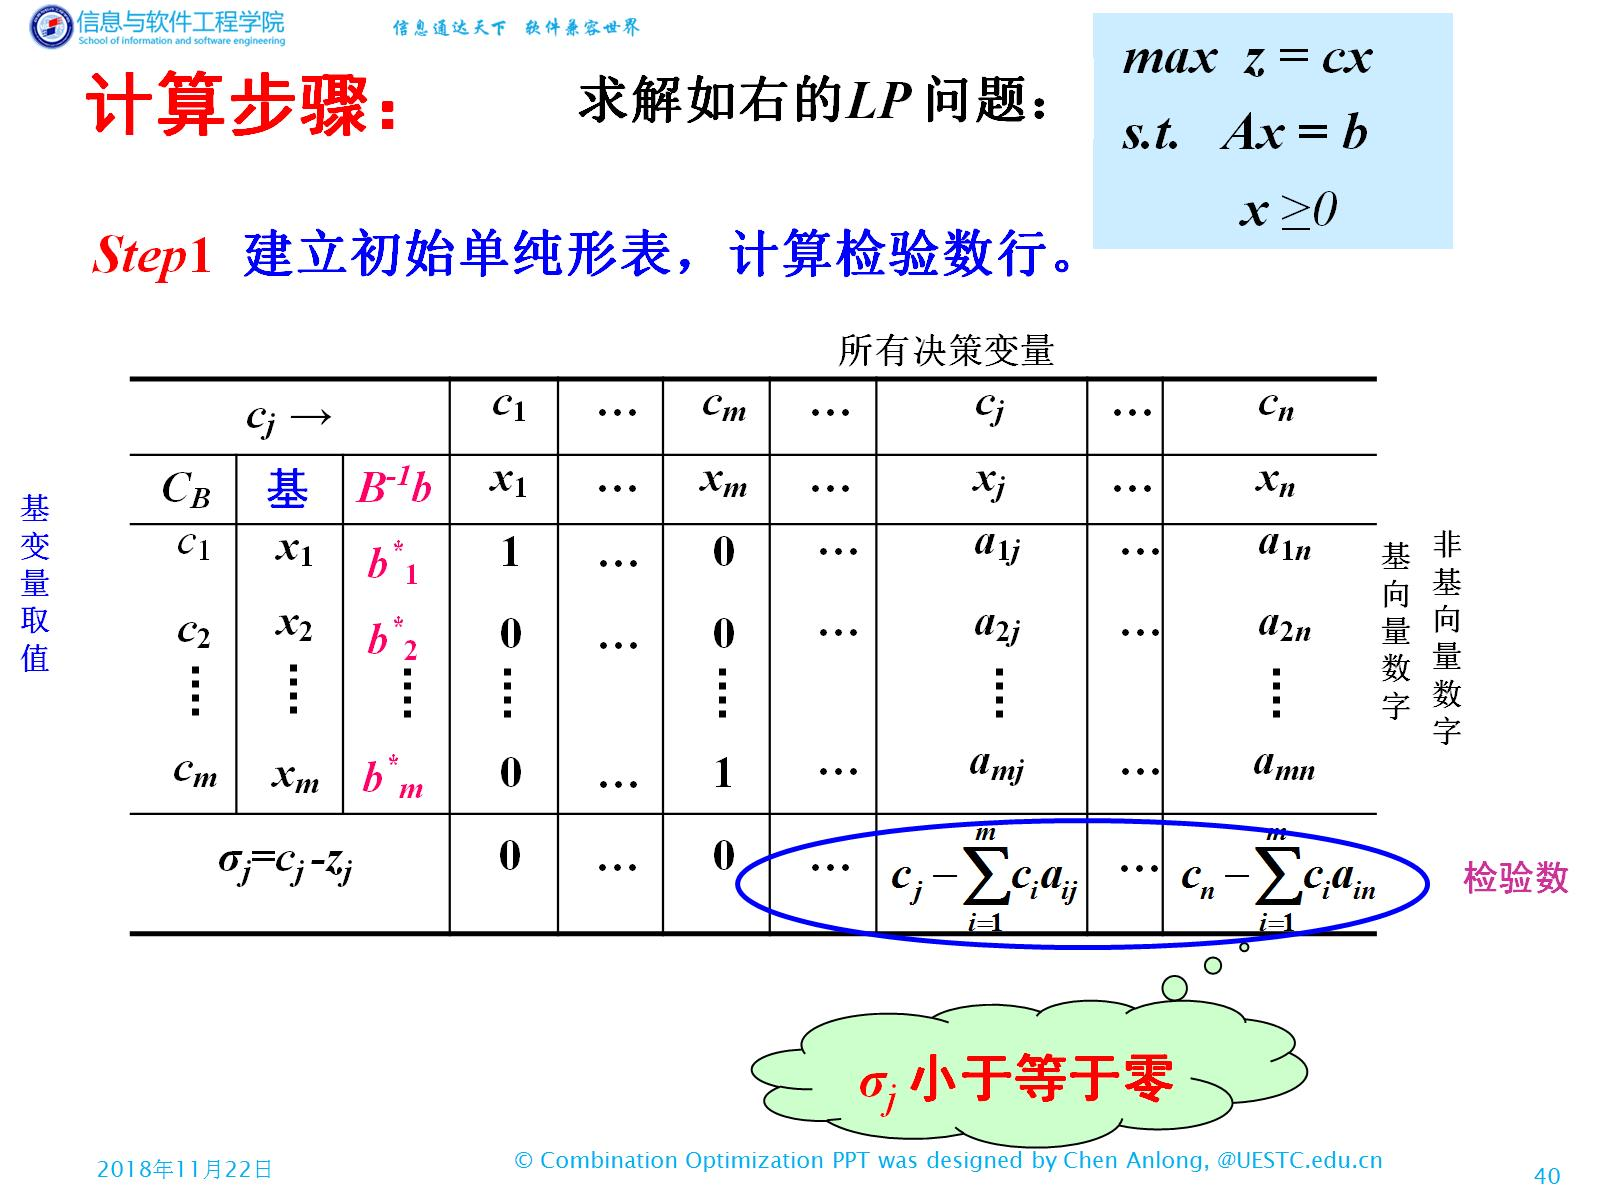 信息与软件工程学院
School of information and software engineering
信息通达天下 软件兼容世界
计算步骤：
求解如右的LP 问题：
max z = cx
s.t. Ax = b
x ≥0
Step1 建立初始单纯形表，计算检验数行。
所有决策变量
cj → c1 … cm … cj … cn
CB 基 B-1b x1 … xm … xj … xn
c1 x1 b*1 1 … 0 … a1j … a1n
c2 x2 b*2 0 … 0 … a2j … a2n
⋮ ⋮ ⋮ ⋮ ⋮ ⋮ ⋮
cm xm b*m 0 … 1 … amj … amn
σj=cj -zj 0 … 0 … cj − ∑i=1m ciaij … cn − ∑i=1m ciain
基变量取值
基向量数字
非基向量数字
检验数
σj 小于等于零
2018年11月22日
© Combination Optimization PPT was designed by Chen Anlong, @UESTC.edu.cn
40